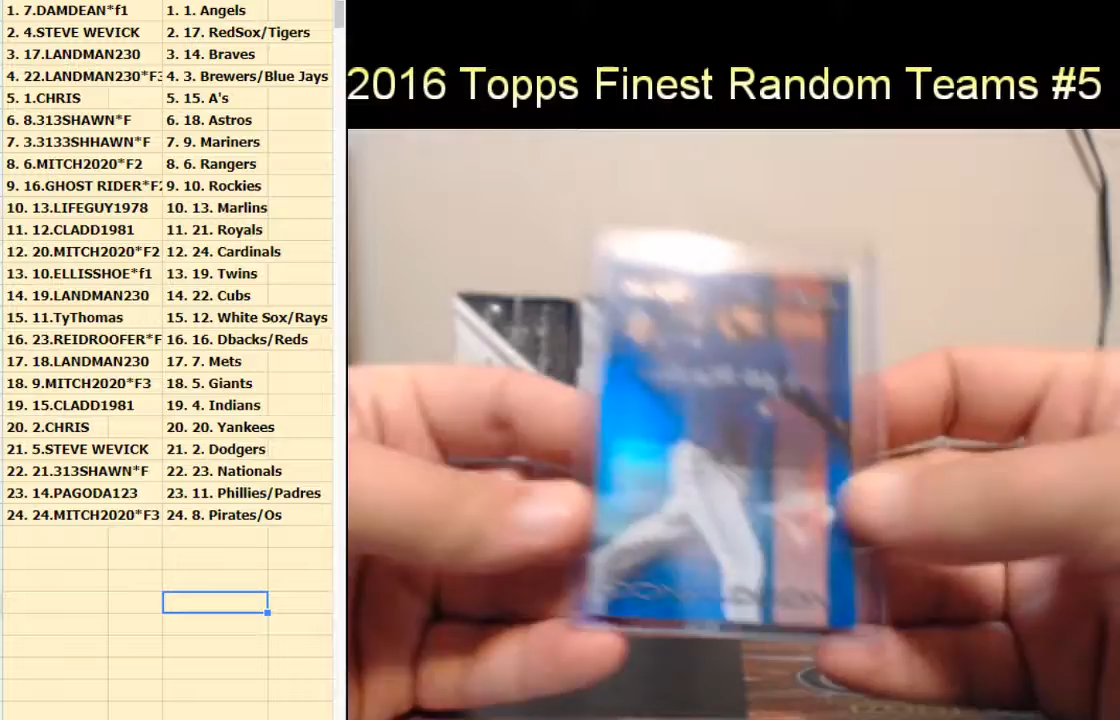 2016 Topps Finest Random Teams #5
1. 7.DAMDEAN*f1 1. 1. Angels
2. 4.STEVE WEVICK 2. 17. RedSox/Tigers
3. 17.LANDMAN230 3. 14. Braves
4. 22.LANDMAN230*F3 4. 3. Brewers/Blue Jays
5. 1.CHRIS 5. 15. A's
6. 8.313SHAWN*F 6. 18. Astros
7. 3.3133SHHAWN*F 7. 9. Mariners
8. 6.MITCH2020*F2 8. 6. Rangers
9. 16.GHOST RIDER*F2 9. 10. Rockies
10. 13.LIFEGUY1978 10. 13. Marlins
11. 12.CLADD1981 11. 21. Royals
12. 20.MITCH2020*F2 12. 24. Cardinals
13. 10.ELLISSHOE*f1 13. 19. Twins
14. 19.LANDMAN230 14. 22. Cubs
15. 11.TyThomas 15. 12. White Sox/Rays
16. 23.REIDROOFER*F 16. 16. Dbacks/Reds
17. 18.LANDMAN230 17. 7. Mets
18. 9.MITCH2020*F3 18. 5. Giants
19. 15.CLADD1981 19. 4. Indians
20. 2.CHRIS 20. 20. Yankees
21. 5.STEVE WEVICK 21. 2. Dodgers
22. 21.313SHAWN*F 22. 23. Nationals
23. 14.PAGODA123 23. 11. Phillies/Padres
24. 24.MITCH2020*F3 24. 8. Pirates/Os